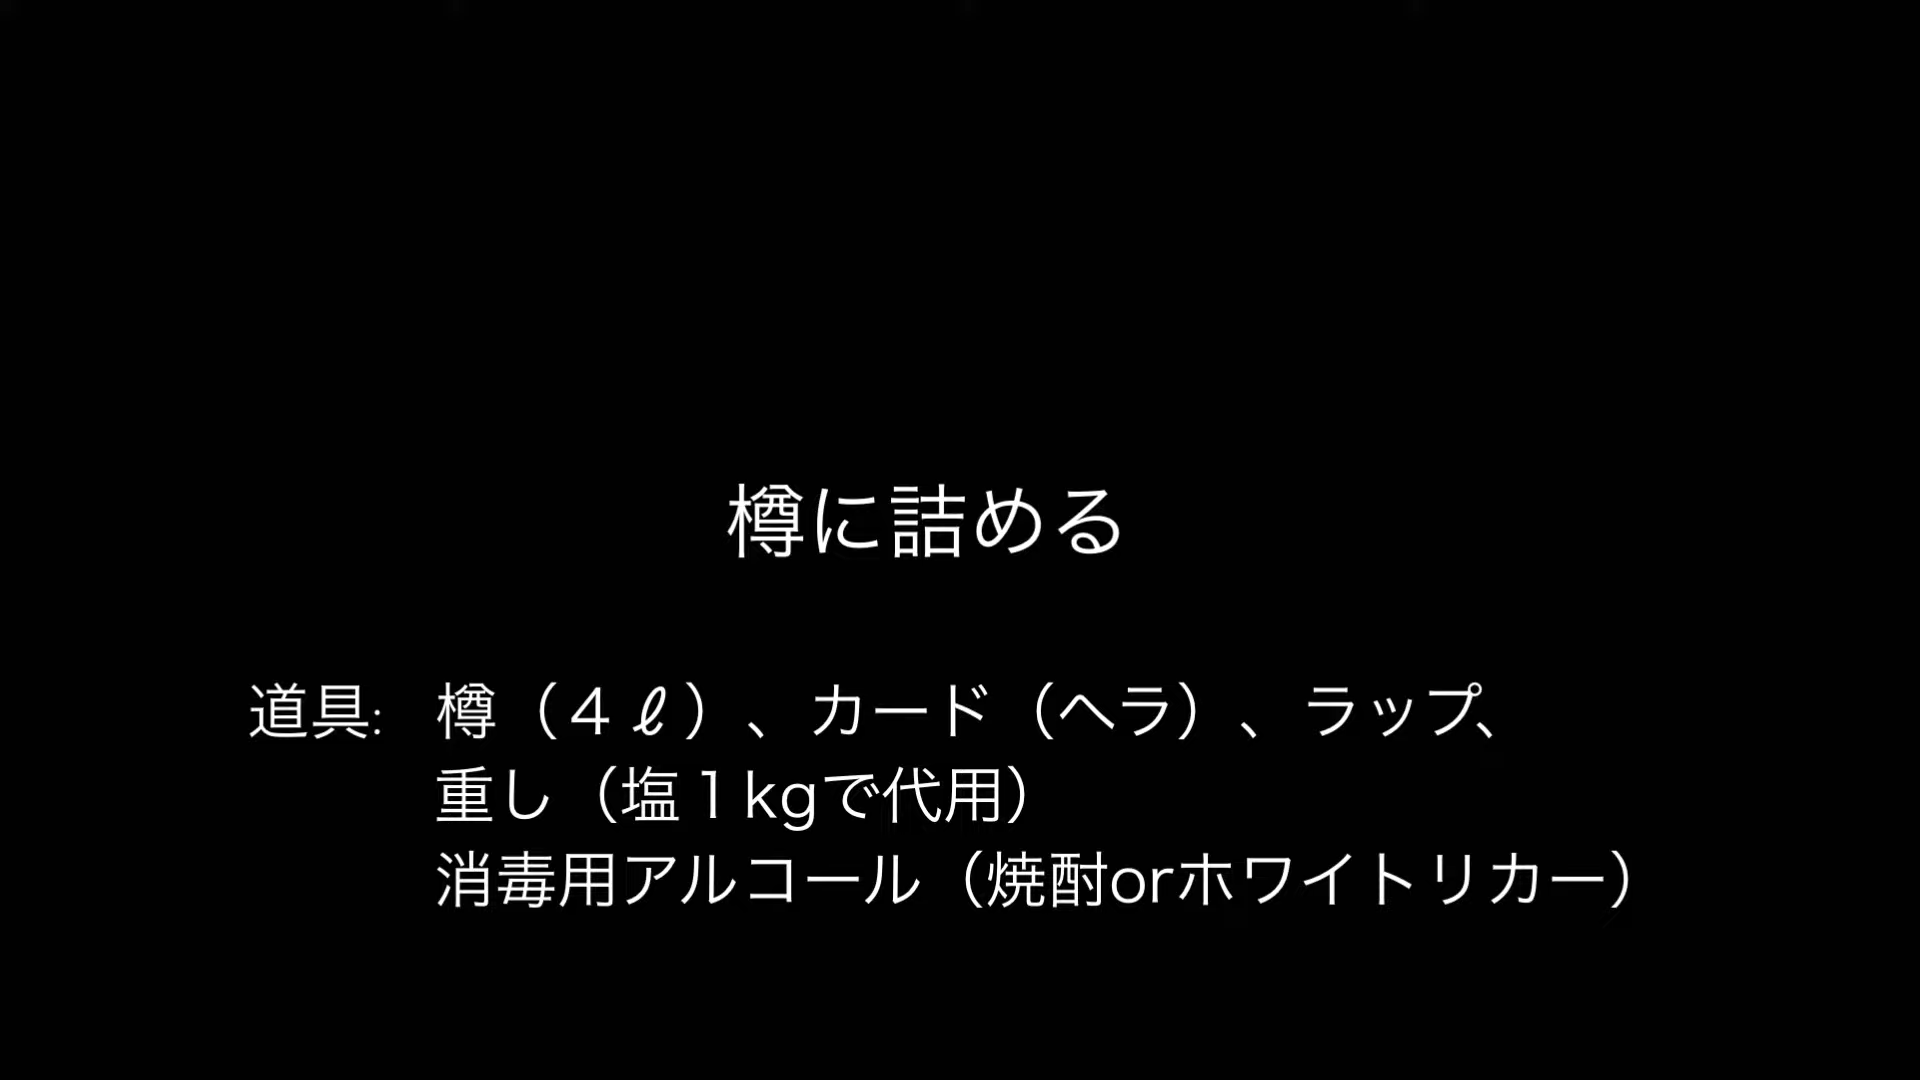 樽に詰める
道具: 樽（４ℓ）、カード（ヘラ）、ラップ、
重し（塩１kgで代用）
消毒用アルコール（焼酎orホワイトリカー）